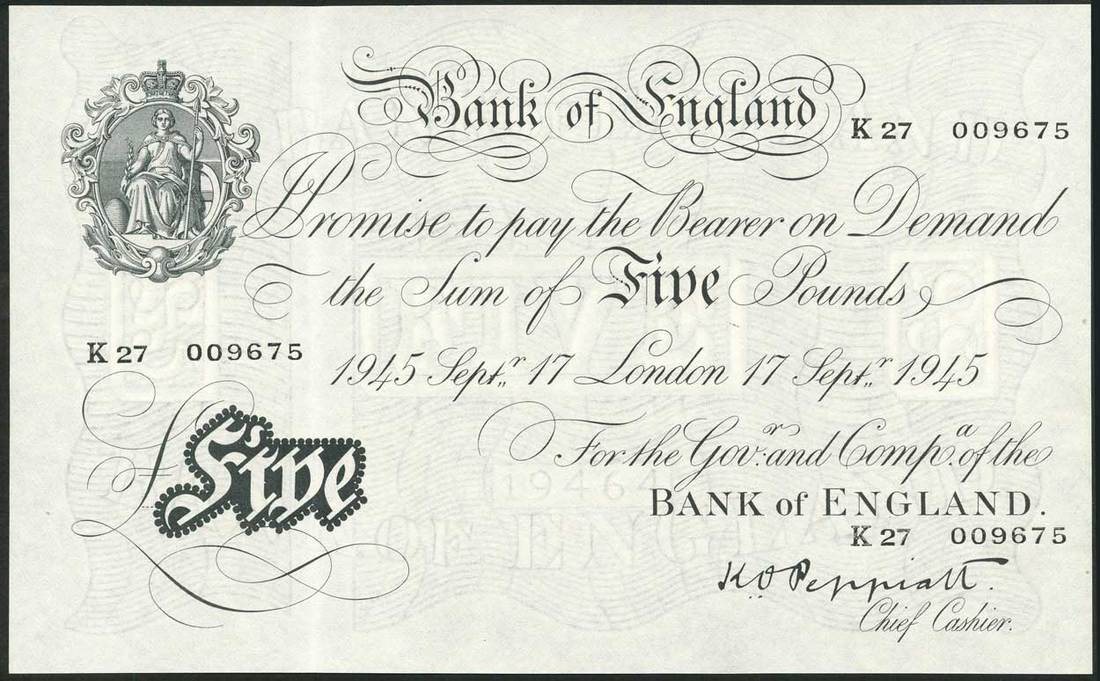 Bank of England
K 27 009675
I Promise to pay the Bearer on Demand
the Sum of Five Pounds
K 27 009675
1945 Septr 17 London 17 Septr 1945
£Five
For the Govr: and Compa. of the
BANK of ENGLAND.
K 27 009675
K O Peppiatt.
Chief Cashier.